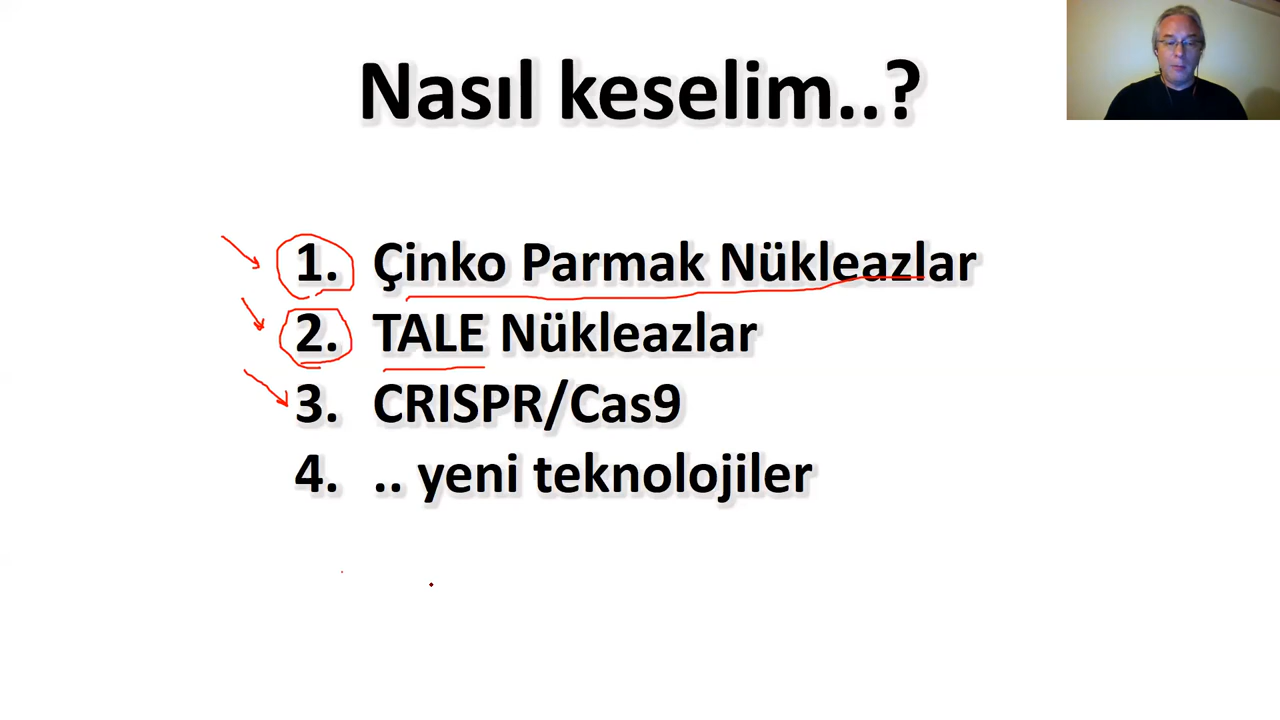 Nasıl keselim..?
1. Çinko Parmak Nükleazlar
2. TALE Nükleazlar
3. CRISPR/Cas9
4. .. yeni teknolojiler